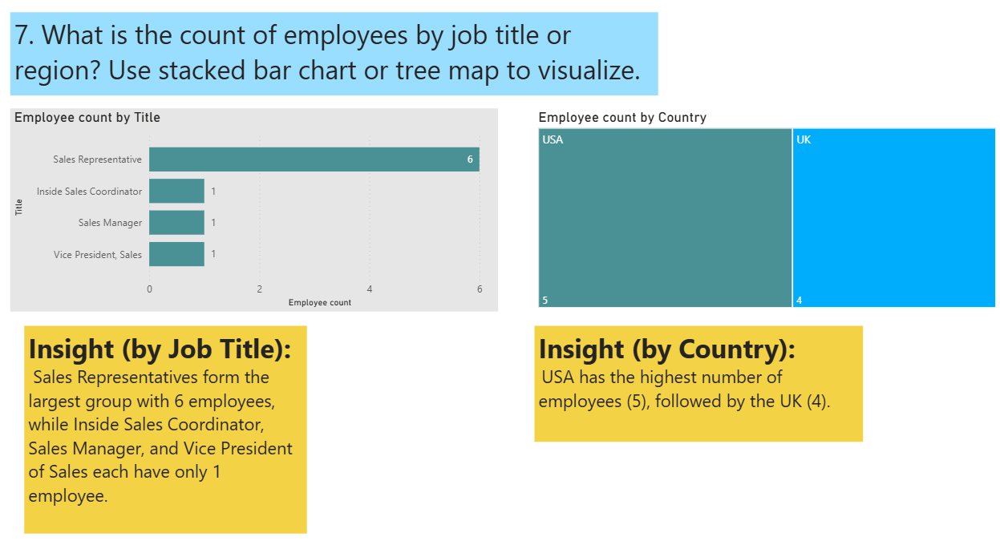 7. What is the count of employees by job title or
region? Use stacked bar chart or tree map to visualize.
Employee count by Title
Title
Sales Representative
6
Inside Sales Coordinator
1
Sales Manager
1
Vice President, Sales
1
0 2 4 6
Employee count
Employee count by Country
USA
5
UK
4
Insight (by Job Title):
Sales Representatives form the
largest group with 6 employees,
while Inside Sales Coordinator,
Sales Manager, and Vice President
of Sales each have only 1
employee.
Insight (by Country):
USA has the highest number of
employees (5), followed by the UK (4).